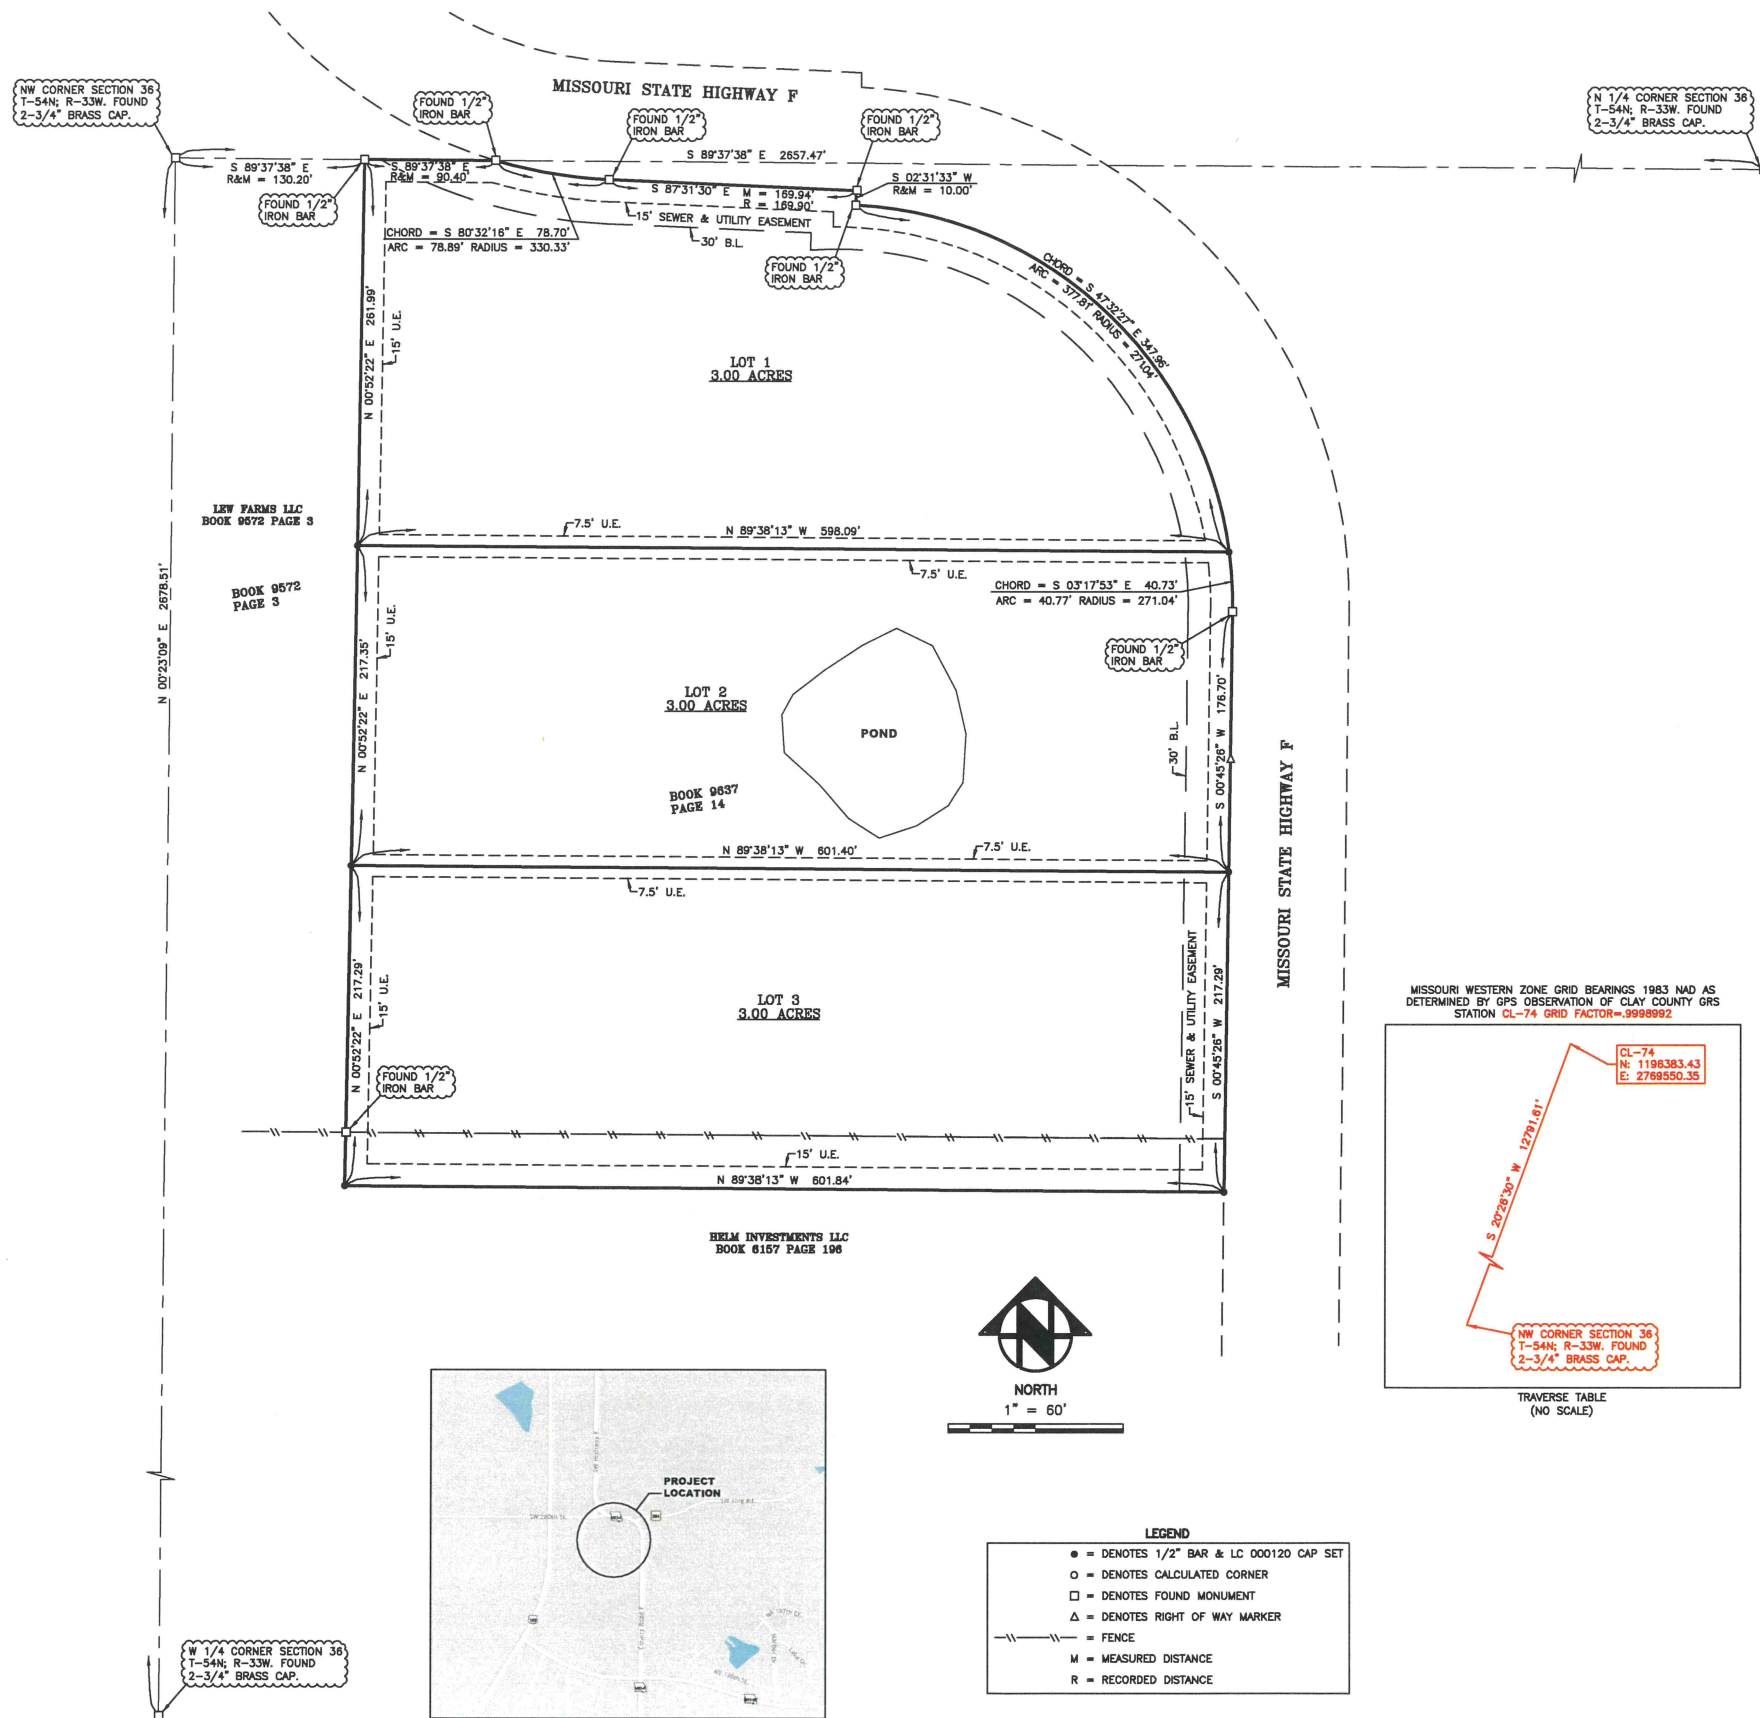 MISSOURI STATE HIGHWAY F
NW CORNER SECTION 36
T-54N; R-33W. FOUND
2-3/4" BRASS CAP.
FOUND 1/2"
IRON BAR
FOUND 1/2"
IRON BAR
FOUND 1/2"
IRON BAR
N 1/4 CORNER SECTION 36
T-54N; R-33W. FOUND
2-3/4" BRASS CAP.
S 89°37'38" E 2657.47'
S 89°37'38" E
R&M = 130.20'
S 89°37'38" E
R&M = 90.40'
S 87°31'30" E M = 169.94'
R = 169.90'
S 02°31'33" W
R&M = 10.00'
FOUND 1/2"
IRON BAR
15' SEWER & UTILITY EASEMENT
30' B.L.
CHORD = S 80°32'16" E 78.70'
ARC = 78.89' RADIUS = 330.33'
FOUND 1/2"
IRON BAR
CHORD = S 47°32'27" E 347.96'
ARC = 377.81' RADIUS = 271.04'
N 00°52'22" E 261.99'
15' U.E.
LOT 1
3.00 ACRES
LEW FARMS LLC
BOOK 9572 PAGE 3
7.5' U.E.
N 89°38'13" W 598.09'
7.5' U.E.
BOOK 9572
PAGE 3
N 00°23'09" E 2678.51'
CHORD = S 03°17'53" E 40.73'
ARC = 40.77' RADIUS = 271.04'
FOUND 1/2"
IRON BAR
N 00°52'22" E 217.35'
15' U.E.
LOT 2
3.00 ACRES
POND
30' B.L.
S 00°45'26" W 176.70'
MISSOURI STATE HIGHWAY F
BOOK 9637
PAGE 14
N 89°38'13" W 601.40'
7.5' U.E.
7.5' U.E.
N 00°52'22" E 217.29'
15' U.E.
LOT 3
3.00 ACRES
15' SEWER & UTILITY EASEMENT
S 00°45'26" W 217.29'
FOUND 1/2"
IRON BAR
15' U.E.
N 89°38'13" W 601.84'
HELM INVESTMENTS LLC
BOOK 6157 PAGE 196
MISSOURI WESTERN ZONE GRID BEARINGS 1983 NAD AS
DETERMINED BY GPS OBSERVATION OF CLAY COUNTY GRS
STATION CL-74 GRID FACTOR=.9998992
CL-74
N: 1196383.43
E: 2769550.35
S 20°26'30" W 12791.61'
NW CORNER SECTION 36
T-54N; R-33W. FOUND
2-3/4" BRASS CAP.
TRAVERSE TABLE
(NO SCALE)
N
NORTH
1" = 60'
PROJECT
LOCATION
SW Highway F
SW 200th St.
SW King Rd.
County Road F
NE 197th Ct.
NE 196th St.
LEGEND
● = DENOTES 1/2" BAR & LC 000120 CAP SET
○ = DENOTES CALCULATED CORNER
□ = DENOTES FOUND MONUMENT
△ = DENOTES RIGHT OF WAY MARKER
= FENCE
M = MEASURED DISTANCE
R = RECORDED DISTANCE
W 1/4 CORNER SECTION 36
T-54N; R-33W. FOUND
2-3/4" BRASS CAP.